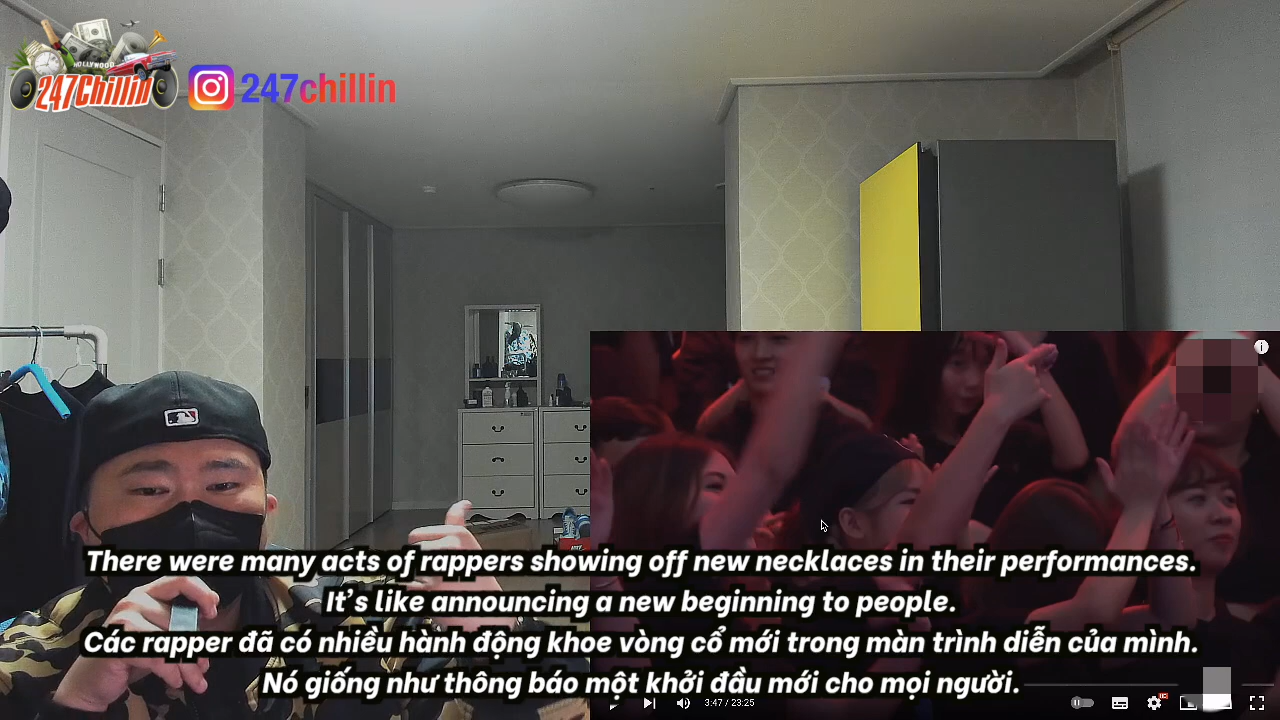 HOLLYWOOD
247Chillin
247chillin
There were many acts of rappers showing off new necklaces in their performances.
It's like announcing a new beginning to people.
Các rapper đã có nhiều hành động khoe vòng cổ mới trong màn trình diễn của mình.
Nó giống như thông báo một khởi đầu mới cho mọi người.
3:47 / 23:25